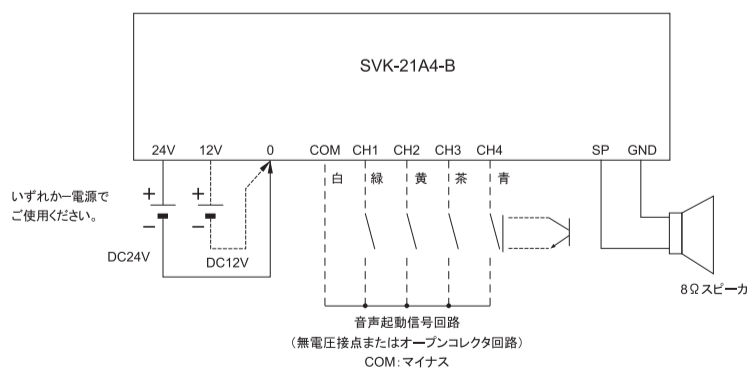 SVK-21A4-B
24V 12V 0 COM CH1 CH2 CH3 CH4 SP GND
白 緑 黄 茶 青
いずれか一電源で
ご使用ください。
+ − + −
DC24V DC12V
8Ωスピーカ
音声起動信号回路
(無電圧接点またはオープンコレクタ回路)
COM:マイナス